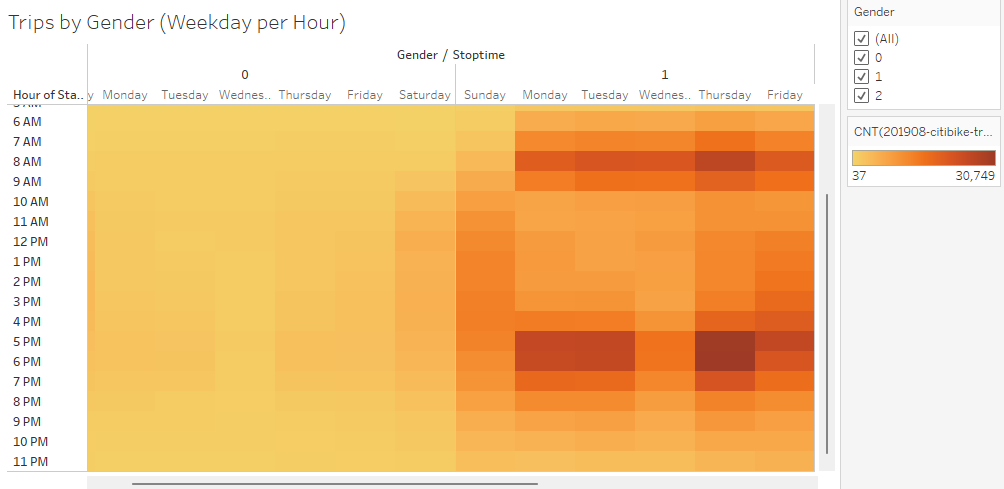 Trips by Gender (Weekday per Hour)
Gender / Stoptime
0 1
Hour of Sta.. y Monday Tuesday Wednes.. Thursday Friday Saturday Sunday Monday Tuesday Wednes.. Thursday Friday
6 AM
7 AM
8 AM
9 AM
10 AM
11 AM
12 PM
1 PM
2 PM
3 PM
4 PM
5 PM
6 PM
7 PM
8 PM
9 PM
10 PM
11 PM
Gender
(All)
0
1
2
CNT(201908-citibike-tr...
37 30,749